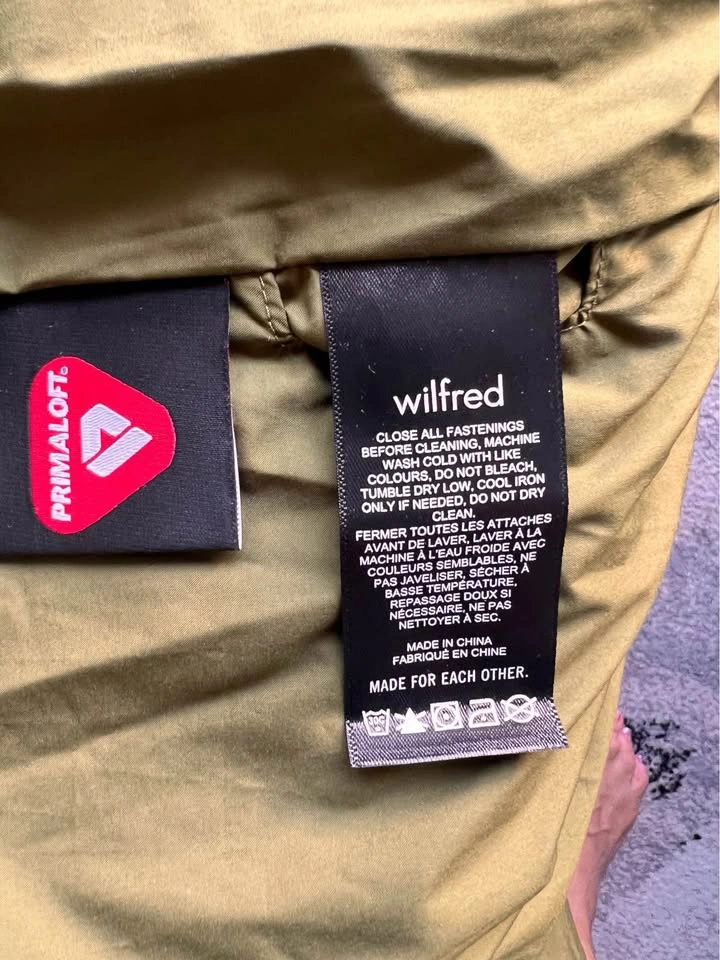 PRIMALOFT®
wilfred
CLOSE ALL FASTENINGS
BEFORE CLEANING, MACHINE
WASH COLD WITH LIKE
COLOURS, DO NOT BLEACH,
TUMBLE DRY LOW, COOL IRON
ONLY IF NEEDED, DO NOT DRY
CLEAN.
FERMER TOUTES LES ATTACHES
AVANT DE LAVER, LAVER À LA
MACHINE À L'EAU FROIDE AVEC
COULEURS SEMBLABLES, NE
PAS JAVELISER, SÉCHER À
BASSE TEMPÉRATURE,
REPASSAGE DOUX SI
NÉCESSAIRE, NE PAS
NETTOYER À SEC.
MADE IN CHINA
FABRIQUÉ EN CHINE
MADE FOR EACH OTHER.
30C